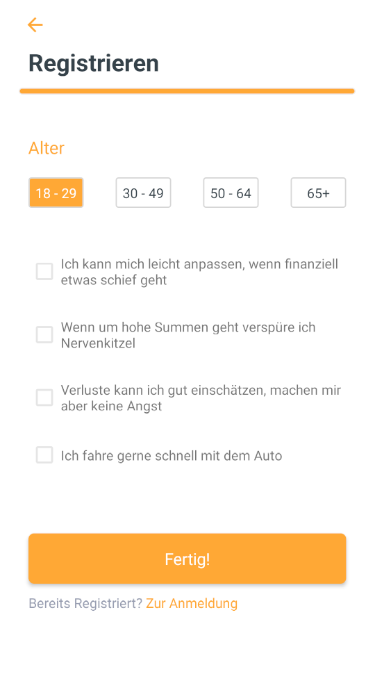 Registrieren
Alter
18 - 29
30 - 49
50 - 64
65+
Ich kann mich leicht anpassen, wenn finanziell
etwas schief geht
Wenn um hohe Summen geht verspüre ich
Nervenkitzel
Verluste kann ich gut einschätzen, machen mir
aber keine Angst
Ich fahre gerne schnell mit dem Auto
Fertig!
Bereits Registriert? Zur Anmeldung